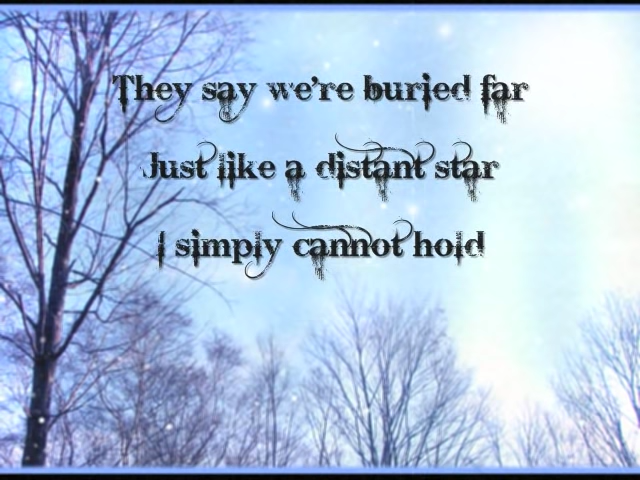 They say we're buried far
Just like a distant star
I simply cannot hold